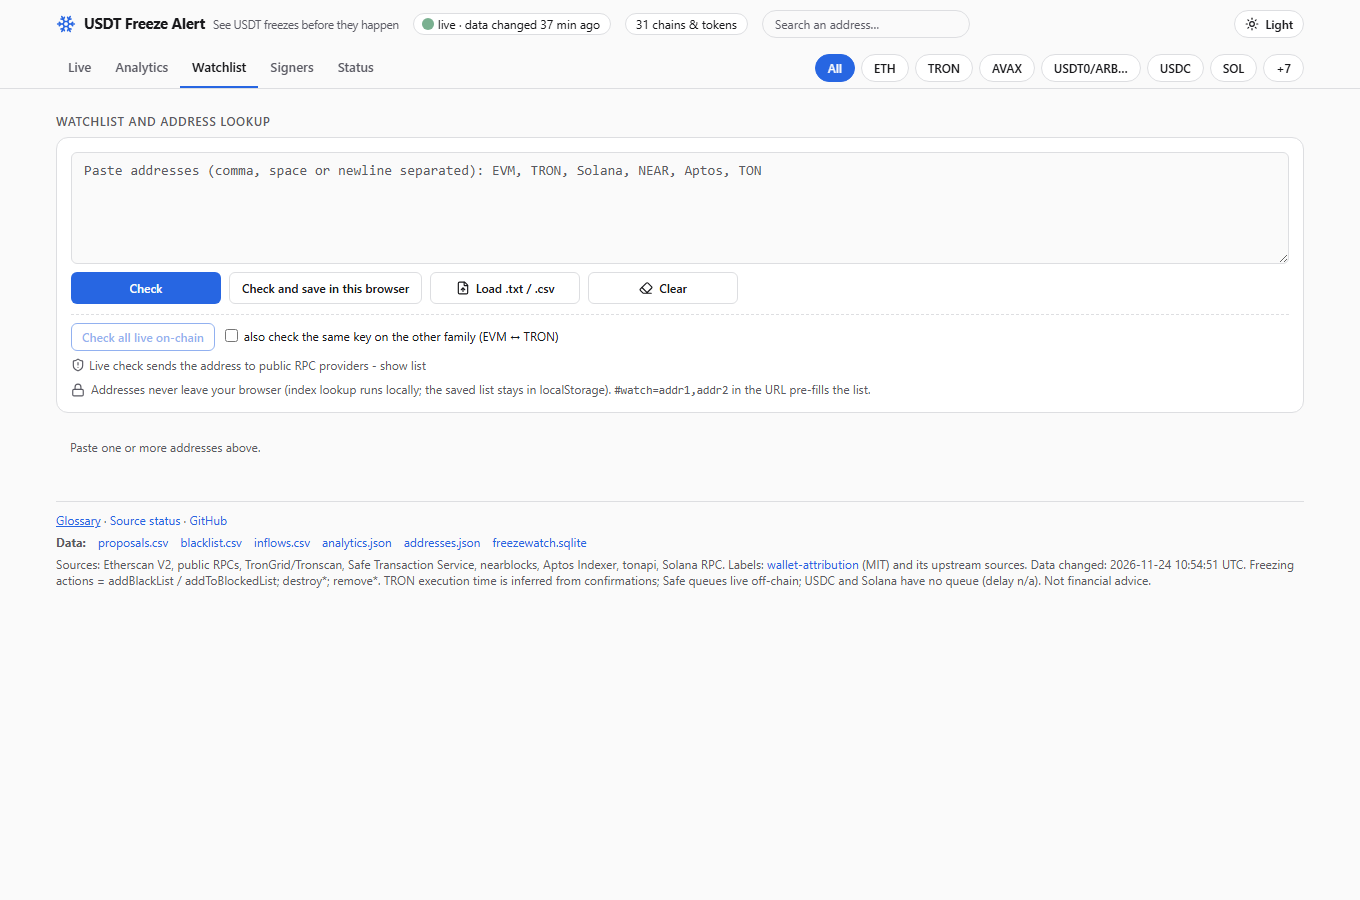 USDT Freeze Alert See USDT freezes before they happen live · data changed 37 min ago 31 chains & tokens Search an address... Light
Live Analytics Watchlist Signers Status All ETH TRON AVAX USDT0/ARB... USDC SOL +7
WATCHLIST AND ADDRESS LOOKUP
Paste addresses (comma, space or newline separated): EVM, TRON, Solana, NEAR, Aptos, TON
Check Check and save in this browser Load .txt / .csv Clear
Check all live on-chain also check the same key on the other family (EVM ↔ TRON)
Live check sends the address to public RPC providers - show list
Addresses never leave your browser (index lookup runs locally; the saved list stays in localStorage). #watch=addr1,addr2 in the URL pre-fills the list.
Paste one or more addresses above.
Glossary · Source status · GitHub
Data: proposals.csv blacklist.csv inflows.csv analytics.json addresses.json freezewatch.sqlite
Sources: Etherscan V2, public RPCs, TronGrid/Tronscan, Safe Transaction Service, nearblocks, Aptos Indexer, tonapi, Solana RPC. Labels: wallet-attribution (MIT) and its upstream sources. Data changed: 2026-11-24 10:54:51 UTC. Freezing
actions = addBlackList / addToBlockedList; destroy*; remove*. TRON execution time is inferred from confirmations; Safe queues live off-chain; USDC and Solana have no queue (delay n/a). Not financial advice.